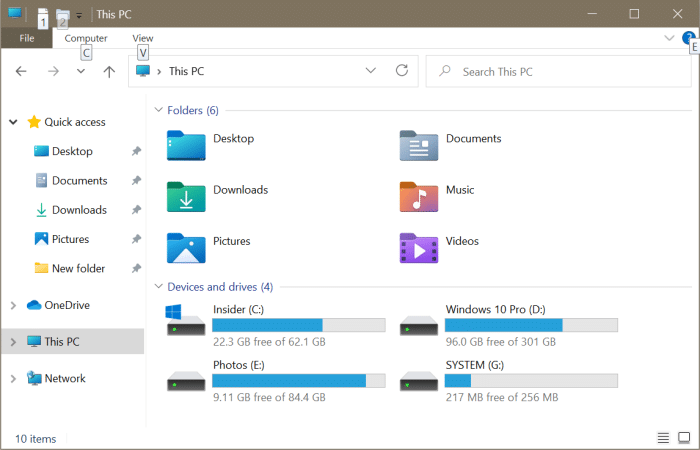 This PC
1
2
File
Computer
View
C
V
?
E
This PC
Search This PC
Quick access
Desktop
Documents
Downloads
Pictures
New folder
OneDrive
This PC
Network
Folders (6)
Desktop
Documents
Downloads
Music
Pictures
Videos
Devices and drives (4)
Insider (C:)
22.3 GB free of 62.1 GB
Windows 10 Pro (D:)
96.0 GB free of 301 GB
Photos (E:)
9.11 GB free of 84.4 GB
SYSTEM (G:)
217 MB free of 256 MB
10 items